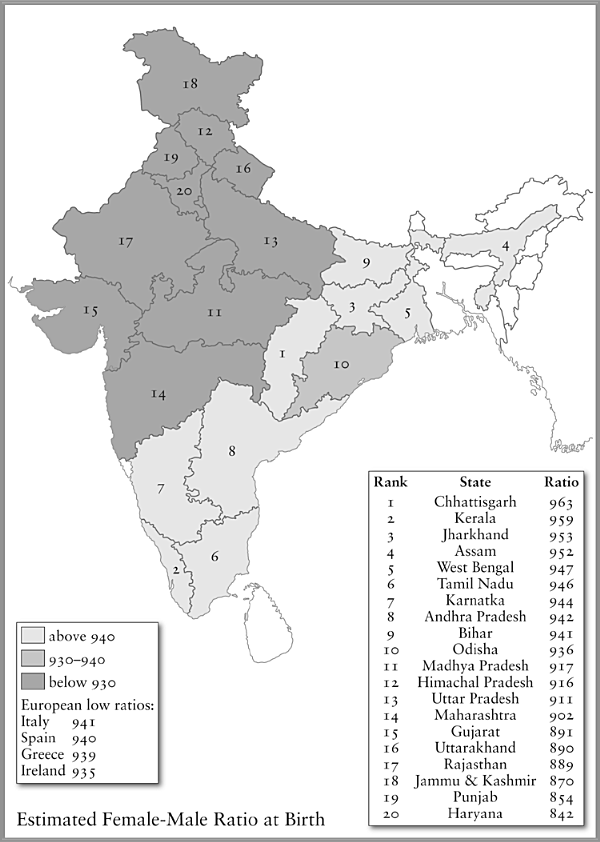 18
12
19
16
20
17
13
9
4
15
11
3
5
1
10
14
8
7
6
2
Rank State Ratio
1 Chhattisgarh 963
2 Kerala 959
3 Jharkhand 953
4 Assam 952
5 West Bengal 947
6 Tamil Nadu 946
7 Karnatka 944
8 Andhra Pradesh 942
9 Bihar 941
10 Odisha 936
11 Madhya Pradesh 917
12 Himachal Pradesh 916
13 Uttar Pradesh 911
14 Maharashtra 902
15 Gujarat 891
16 Uttarakhand 890
17 Rajasthan 889
18 Jammu & Kashmir 870
19 Punjab 854
20 Haryana 842
above 940
930–940
below 930
European low ratios:
Italy 941
Spain 940
Greece 939
Ireland 935
Estimated Female-Male Ratio at Birth